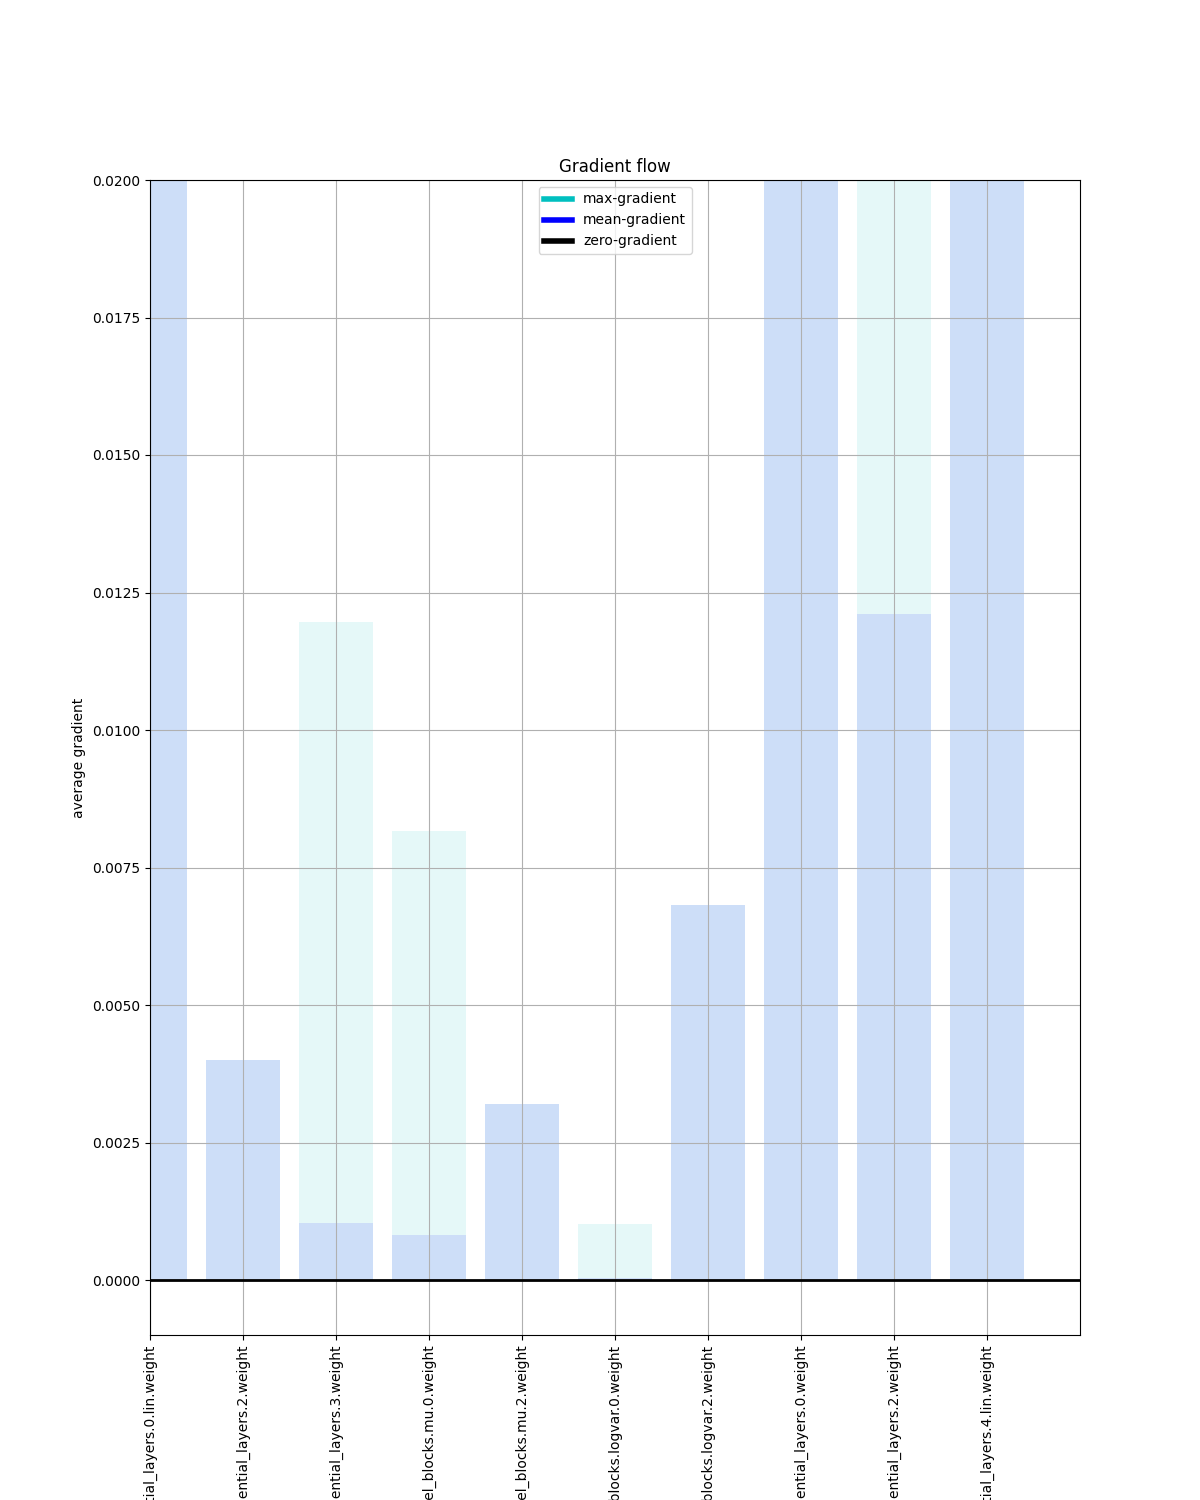 Gradient flow
max-gradient
mean-gradient
zero-gradient
0.0200
0.0175
0.0150
0.0125
0.0100
0.0075
0.0050
0.0025
0.0000
average gradient
tial_layers.0.lin.weight
ential_layers.2.weight
ential_layers.3.weight
el_blocks.mu.0.weight
el_blocks.mu.2.weight
blocks.logvar.0.weight
blocks.logvar.2.weight
ential_layers.0.weight
ential_layers.2.weight
tial_layers.4.lin.weight